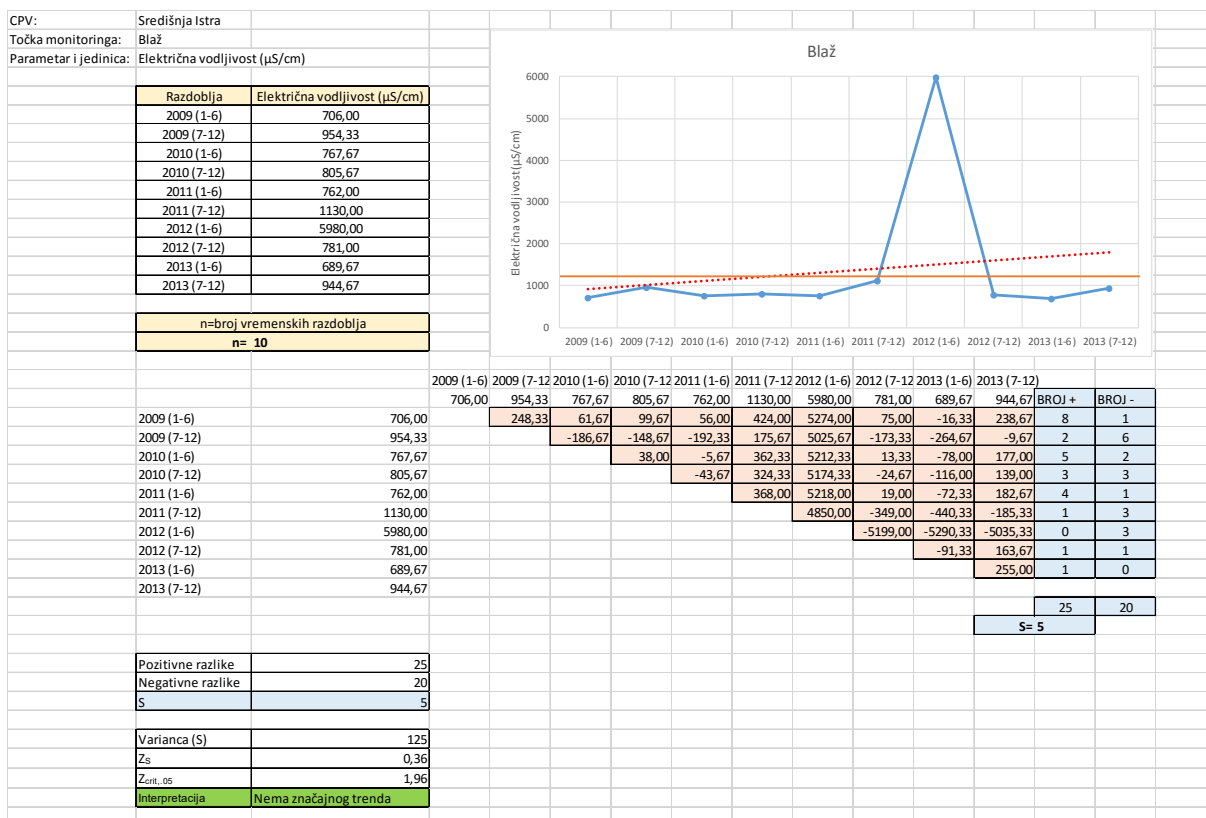 CPV: Središnja Istra
Točka monitoringa: Blaž
Parametar i jedinica: Električna vodljivost (µS/cm)
Razdoblja Električna vodljivost (µS/cm)
2009 (1-6) 706,00
2009 (7-12) 954,33
2010 (1-6) 767,67
2010 (7-12) 805,67
2011 (1-6) 762,00
2011 (7-12) 1130,00
2012 (1-6) 5980,00
2012 (7-12) 781,00
2013 (1-6) 689,67
2013 (7-12) 944,67
n=broj vremenskih razdoblja
n= 10
Blaž
Električna vodljivost(µS/cm)
6000
5000
4000
3000
2000
1000
0
2009 (1-6) 2009 (7-12) 2010 (1-6) 2010 (7-12) 2011 (1-6) 2011 (7-12) 2012 (1-6) 2012 (7-12) 2013 (1-6) 2013 (7-12)
2009 (1-6) 2009 (7-12 2010 (1-6) 2010 (7-12 2011 (1-6) 2011 (7-12 2012 (1-6) 2012 (7-12 2013 (1-6) 2013 (7-12)
706,00 954,33 767,67 805,67 762,00 1130,00 5980,00 781,00 689,67 944,67 BROJ + BROJ -
2009 (1-6) 706,00 248,33 61,67 99,67 56,00 424,00 5274,00 75,00 -16,33 238,67 8 1
2009 (7-12) 954,33 -186,67 -148,67 -192,33 175,67 5025,67 -173,33 -264,67 -9,67 2 6
2010 (1-6) 767,67 38,00 -5,67 362,33 5212,33 13,33 -78,00 177,00 5 2
2010 (7-12) 805,67 -43,67 324,33 5174,33 -24,67 -116,00 139,00 3 3
2011 (1-6) 762,00 368,00 5218,00 19,00 -72,33 182,67 4 1
2011 (7-12) 1130,00 4850,00 -349,00 -440,33 -185,33 1 3
2012 (1-6) 5980,00 -5199,00 -5290,33 -5035,33 0 3
2012 (7-12) 781,00 -91,33 163,67 1 1
2013 (1-6) 689,67 255,00 1 0
2013 (7-12) 944,67
25 20
S= 5
Pozitivne razlike 25
Negativne razlike 20
S 5
Varianca (S) 125
Zs 0,36
Zcrit,.05 1,96
Interpretacija Nema značajnog trenda